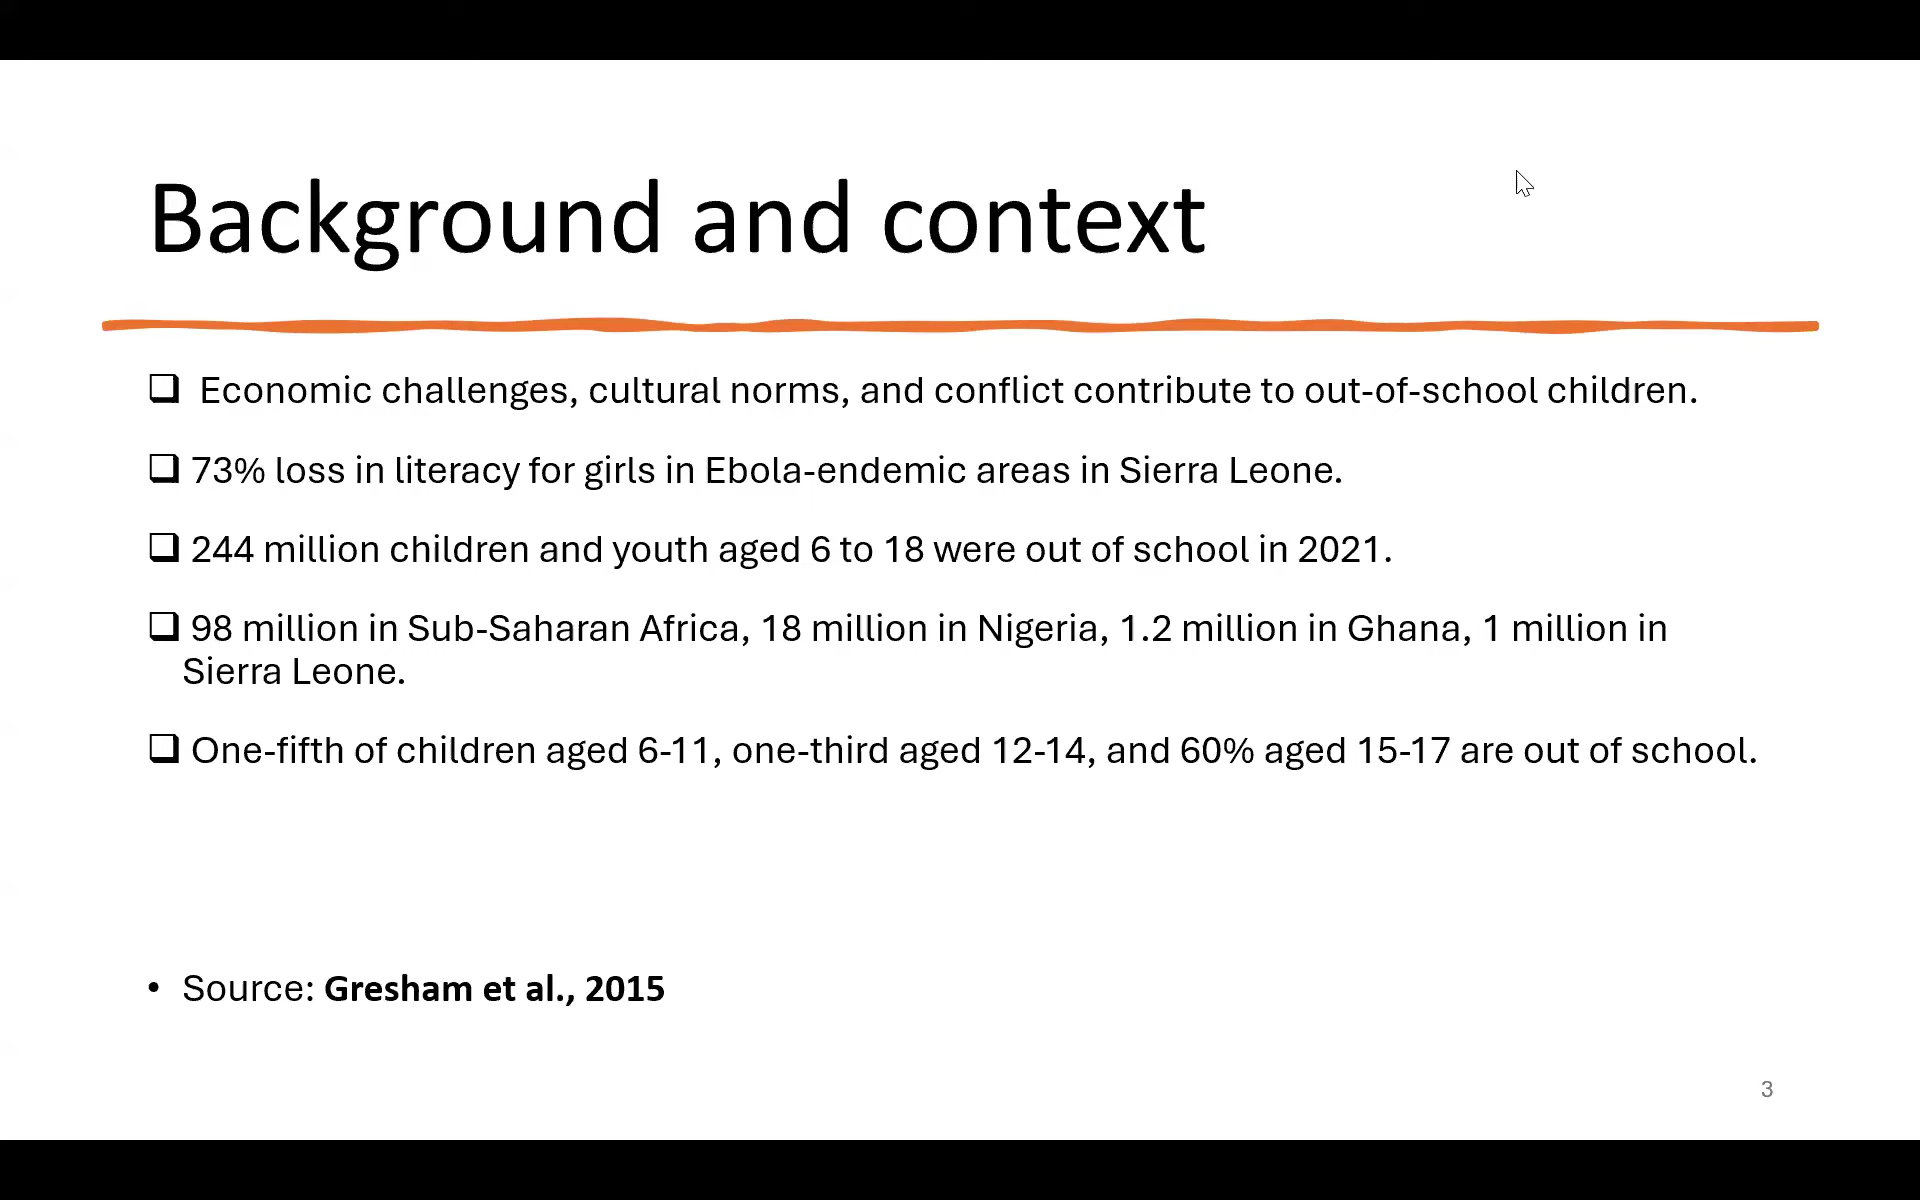 Background and context
❑ Economic challenges, cultural norms, and conflict contribute to out-of-school children.
❑ 73% loss in literacy for girls in Ebola-endemic areas in Sierra Leone.
❑ 244 million children and youth aged 6 to 18 were out of school in 2021.
❑ 98 million in Sub-Saharan Africa, 18 million in Nigeria, 1.2 million in Ghana, 1 million in
Sierra Leone.
❑ One-fifth of children aged 6-11, one-third aged 12-14, and 60% aged 15-17 are out of school.
• Source: Gresham et al., 2015
3